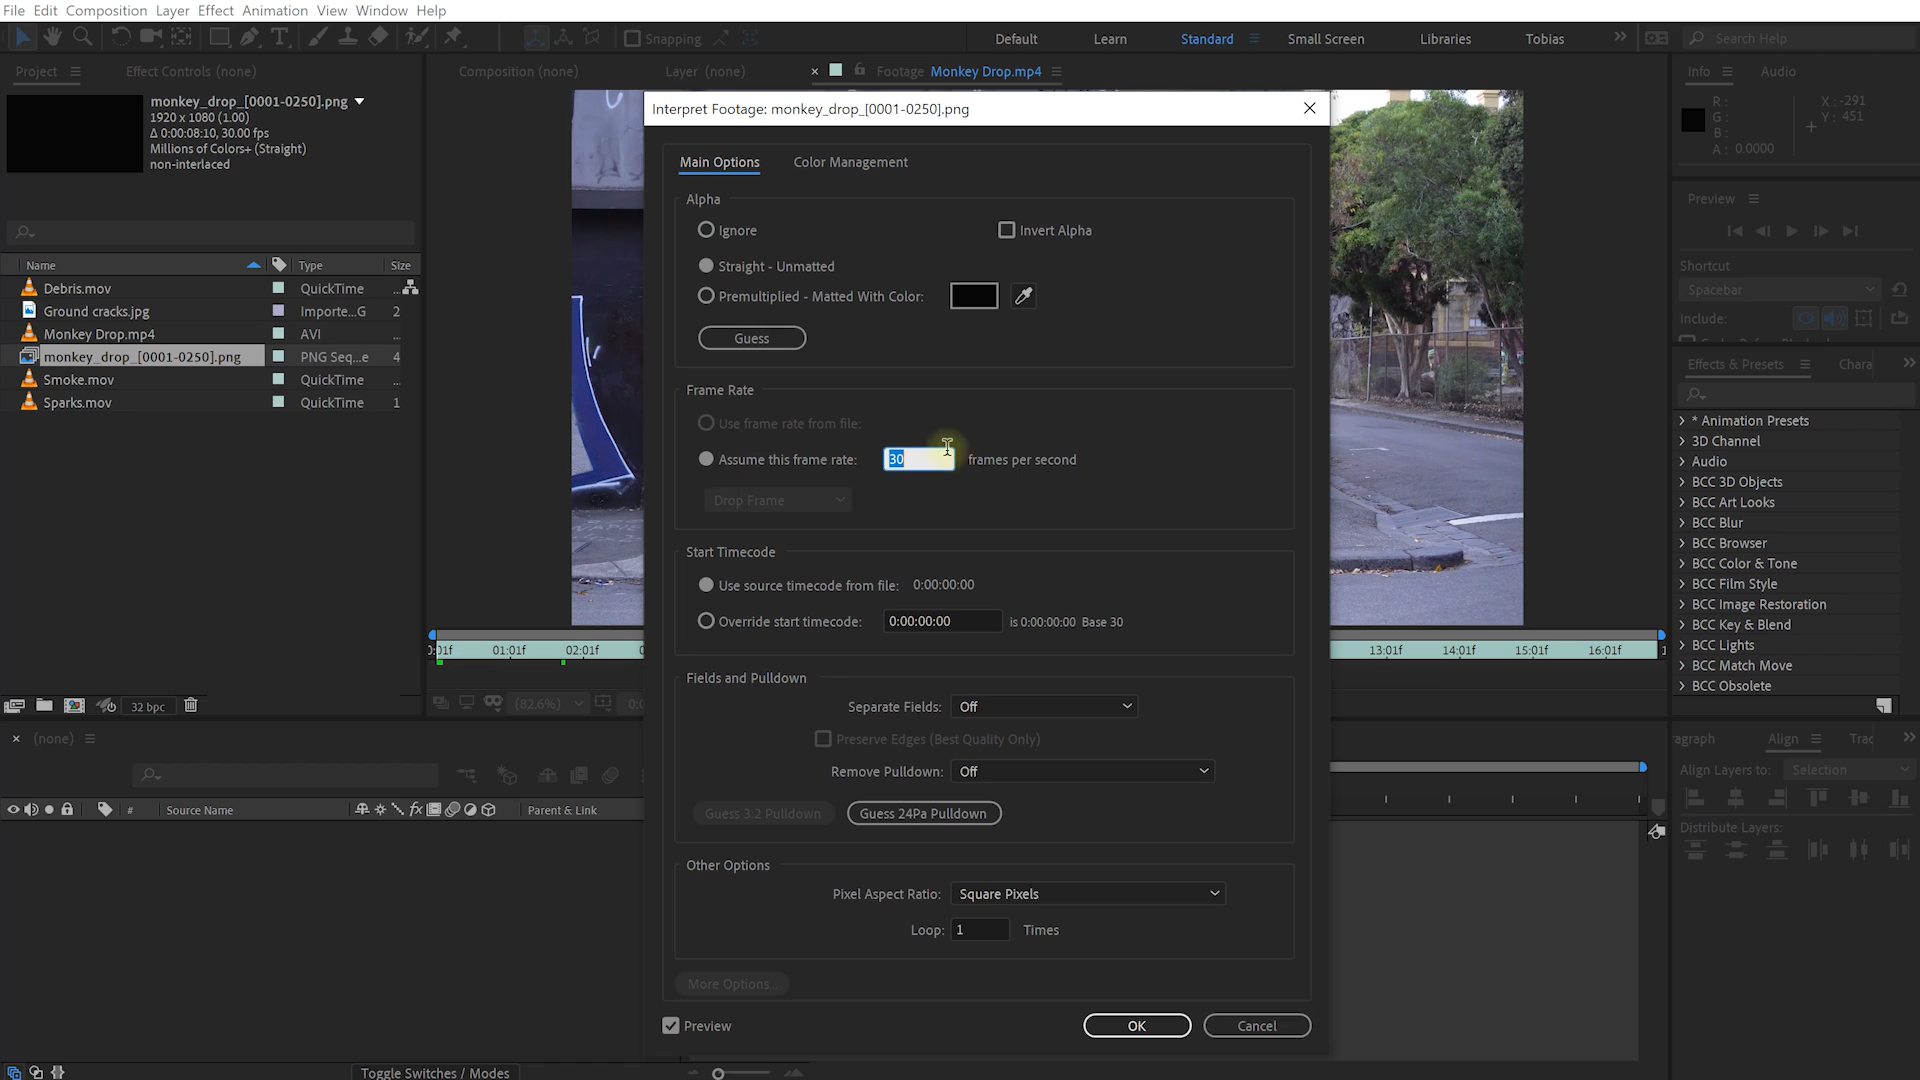 File Edit Composition Layer Effect Animation View Window Help
Snapping Default Learn Standard Small Screen Libraries Tobias Search Help
Project Effect Controls (none) Composition (none) Layer (none) × Footage Monkey Drop.mp4 Info Audio
monkey_drop_[0001-0250].png
1920 x 1080 (1.00)
Δ 0:00:08:10, 30.00 fps
Millions of Colors+ (Straight)
non-interlaced
Name Type Size
Debris.mov QuickTime ...
Ground cracks.jpg Importe...G 2
Monkey Drop.mp4 AVI ...
monkey_drop_[0001-0250].png PNG Seq...e 4
Smoke.mov QuickTime ...
Sparks.mov QuickTime 1
32 bpc
Interpret Footage: monkey_drop_[0001-0250].png
Main Options Color Management
Alpha
Ignore Invert Alpha
Straight - Unmatted
Premultiplied - Matted With Color:
Guess
Frame Rate
Use frame rate from file:
Assume this frame rate: 30 frames per second
Drop Frame
Start Timecode
Use source timecode from file: 0:00:00:00
Override start timecode: 0:00:00:00 is 0:00:00:00 Base 30
Fields and Pulldown
Separate Fields: Off
Preserve Edges (Best Quality Only)
Remove Pulldown: Off
Guess 3:2 Pulldown Guess 24Pa Pulldown
Other Options
Pixel Aspect Ratio: Square Pixels
Loop: 1 Times
More Options...
Preview OK Cancel
01f 01:01f 02:01f 13:01f 14:01f 15:01f 16:01f
(82.6%)
R: X: -291
G: Y: 451
B:
A: 0.0000
Preview
Shortcut
Spacebar
Include:
Effects & Presets Chara
* Animation Presets
3D Channel
Audio
BCC 3D Objects
BCC Art Looks
BCC Blur
BCC Browser
BCC Color & Tone
BCC Film Style
BCC Image Restoration
BCC Key & Blend
BCC Lights
BCC Match Move
BCC Obsolete
aragraph Align Trac
Align Layers to: Selection
Distribute Layers:
× (none)
# Source Name Parent & Link
Toggle Switches / Modes